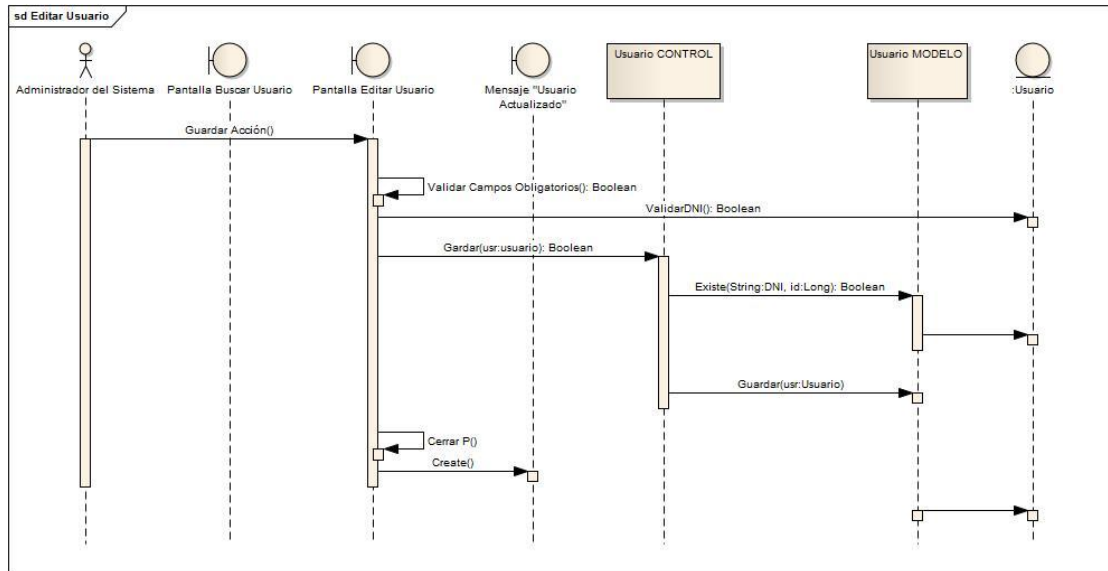 sd Editar Usuario
Administrador del Sistema
Pantalla Buscar Usuario
Pantalla Editar Usuario
Mensaje "Usuario
Actualizado"
Usuario CONTROL
Usuario MODELO
:Usuario
Guardar Acción()
Validar Campos Obligatorios(): Boolean
ValidarDNI(): Boolean
Gardar(usr:usuario): Boolean
Existe(String:DNI, id:Long): Boolean
Guardar(usr:Usuario)
Cerrar P()
Create()